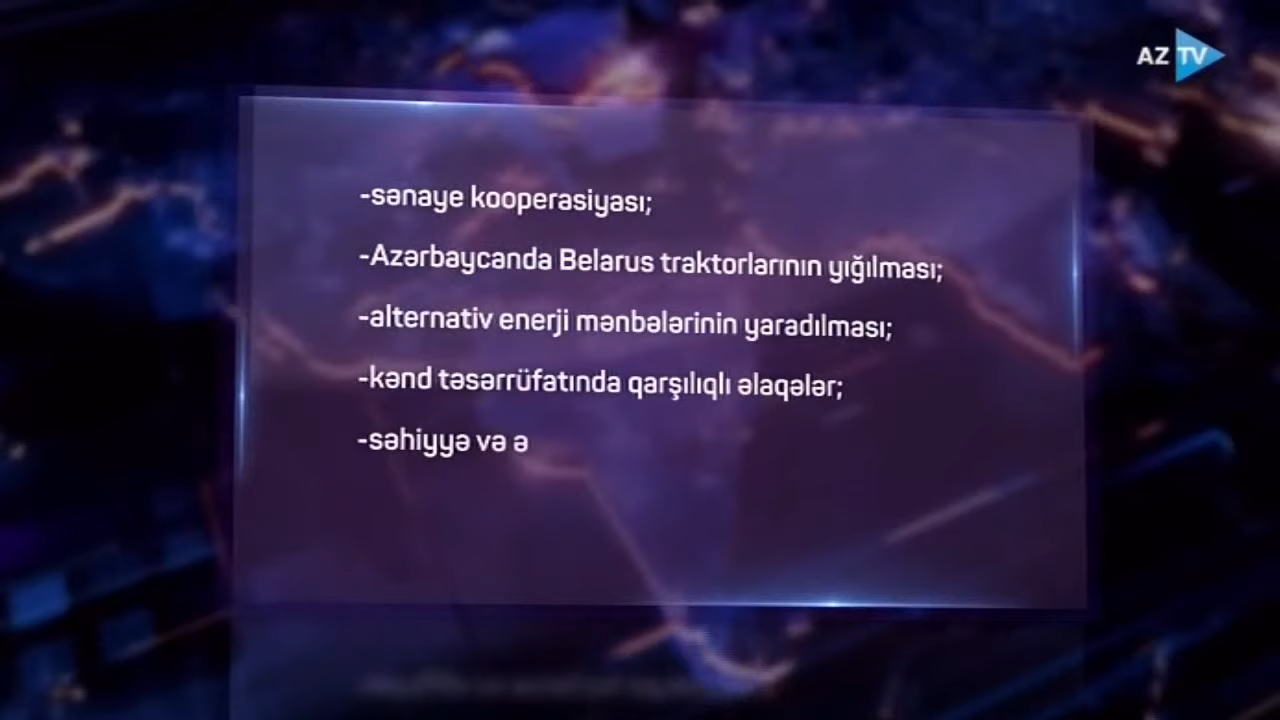 AZ TV
-sənaye kooperasiyası;
-Azərbaycanda Belarus traktorlarının yığılması;
-alternativ enerji mənbələrinin yaradılması;
-kənd təsərrüfatında qarşılıqlı əlaqələr;
-səhiyyə və ə